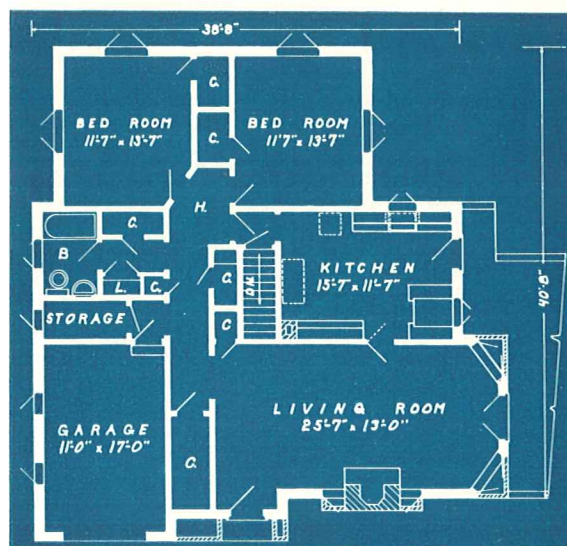 38'-8"
C.
BED ROOM
11'-7" x 13'-7"
BED ROOM
11'7" x 13'-7"
C.
C.
H.
B
KITCHEN
15'-7" x 11'-7"
40'-8"
C.
DN.
L.
C.
STORAGE
C
LIVING ROOM
25'-7" x 13'-0"
GARAGE
11'-0" x 17'-0"
C.